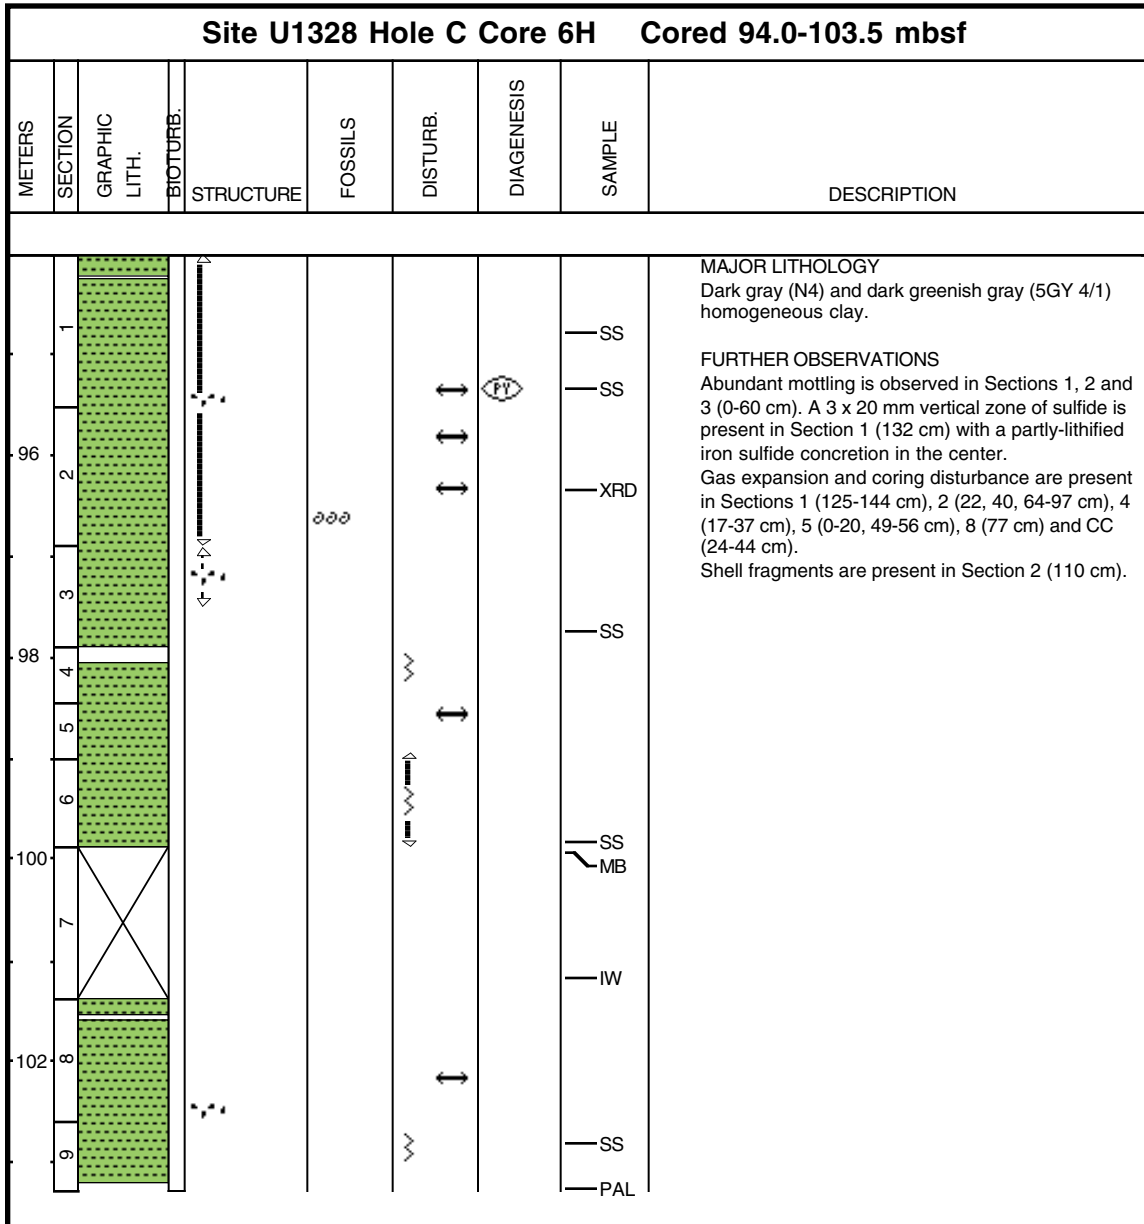 Site U1328 Hole C Core 6H Cored 94.0-103.5 mbsf
METERS
SECTION
GRAPHIC
LITH.
BIOTURB.
STRUCTURE
FOSSILS
DISTURB.
DIAGENESIS
SAMPLE
DESCRIPTION
MAJOR LITHOLOGY
Dark gray (N4) and dark greenish gray (5GY 4/1)
homogeneous clay.
FURTHER OBSERVATIONS
Abundant mottling is observed in Sections 1, 2 and
3 (0-60 cm). A 3 x 20 mm vertical zone of sulfide is
present in Section 1 (132 cm) with a partly-lithified
iron sulfide concretion in the center.
Gas expansion and coring disturbance are present
in Sections 1 (125-144 cm), 2 (22, 40, 64-97 cm), 4
(17-37 cm), 5 (0-20, 49-56 cm), 8 (77 cm) and CC
(24-44 cm).
Shell fragments are present in Section 2 (110 cm).
1
SS
PY
SS
96
2
XRD
3
SS
98
4
5
6
SS
100
MB
7
IW
102
8
9
SS
PAL